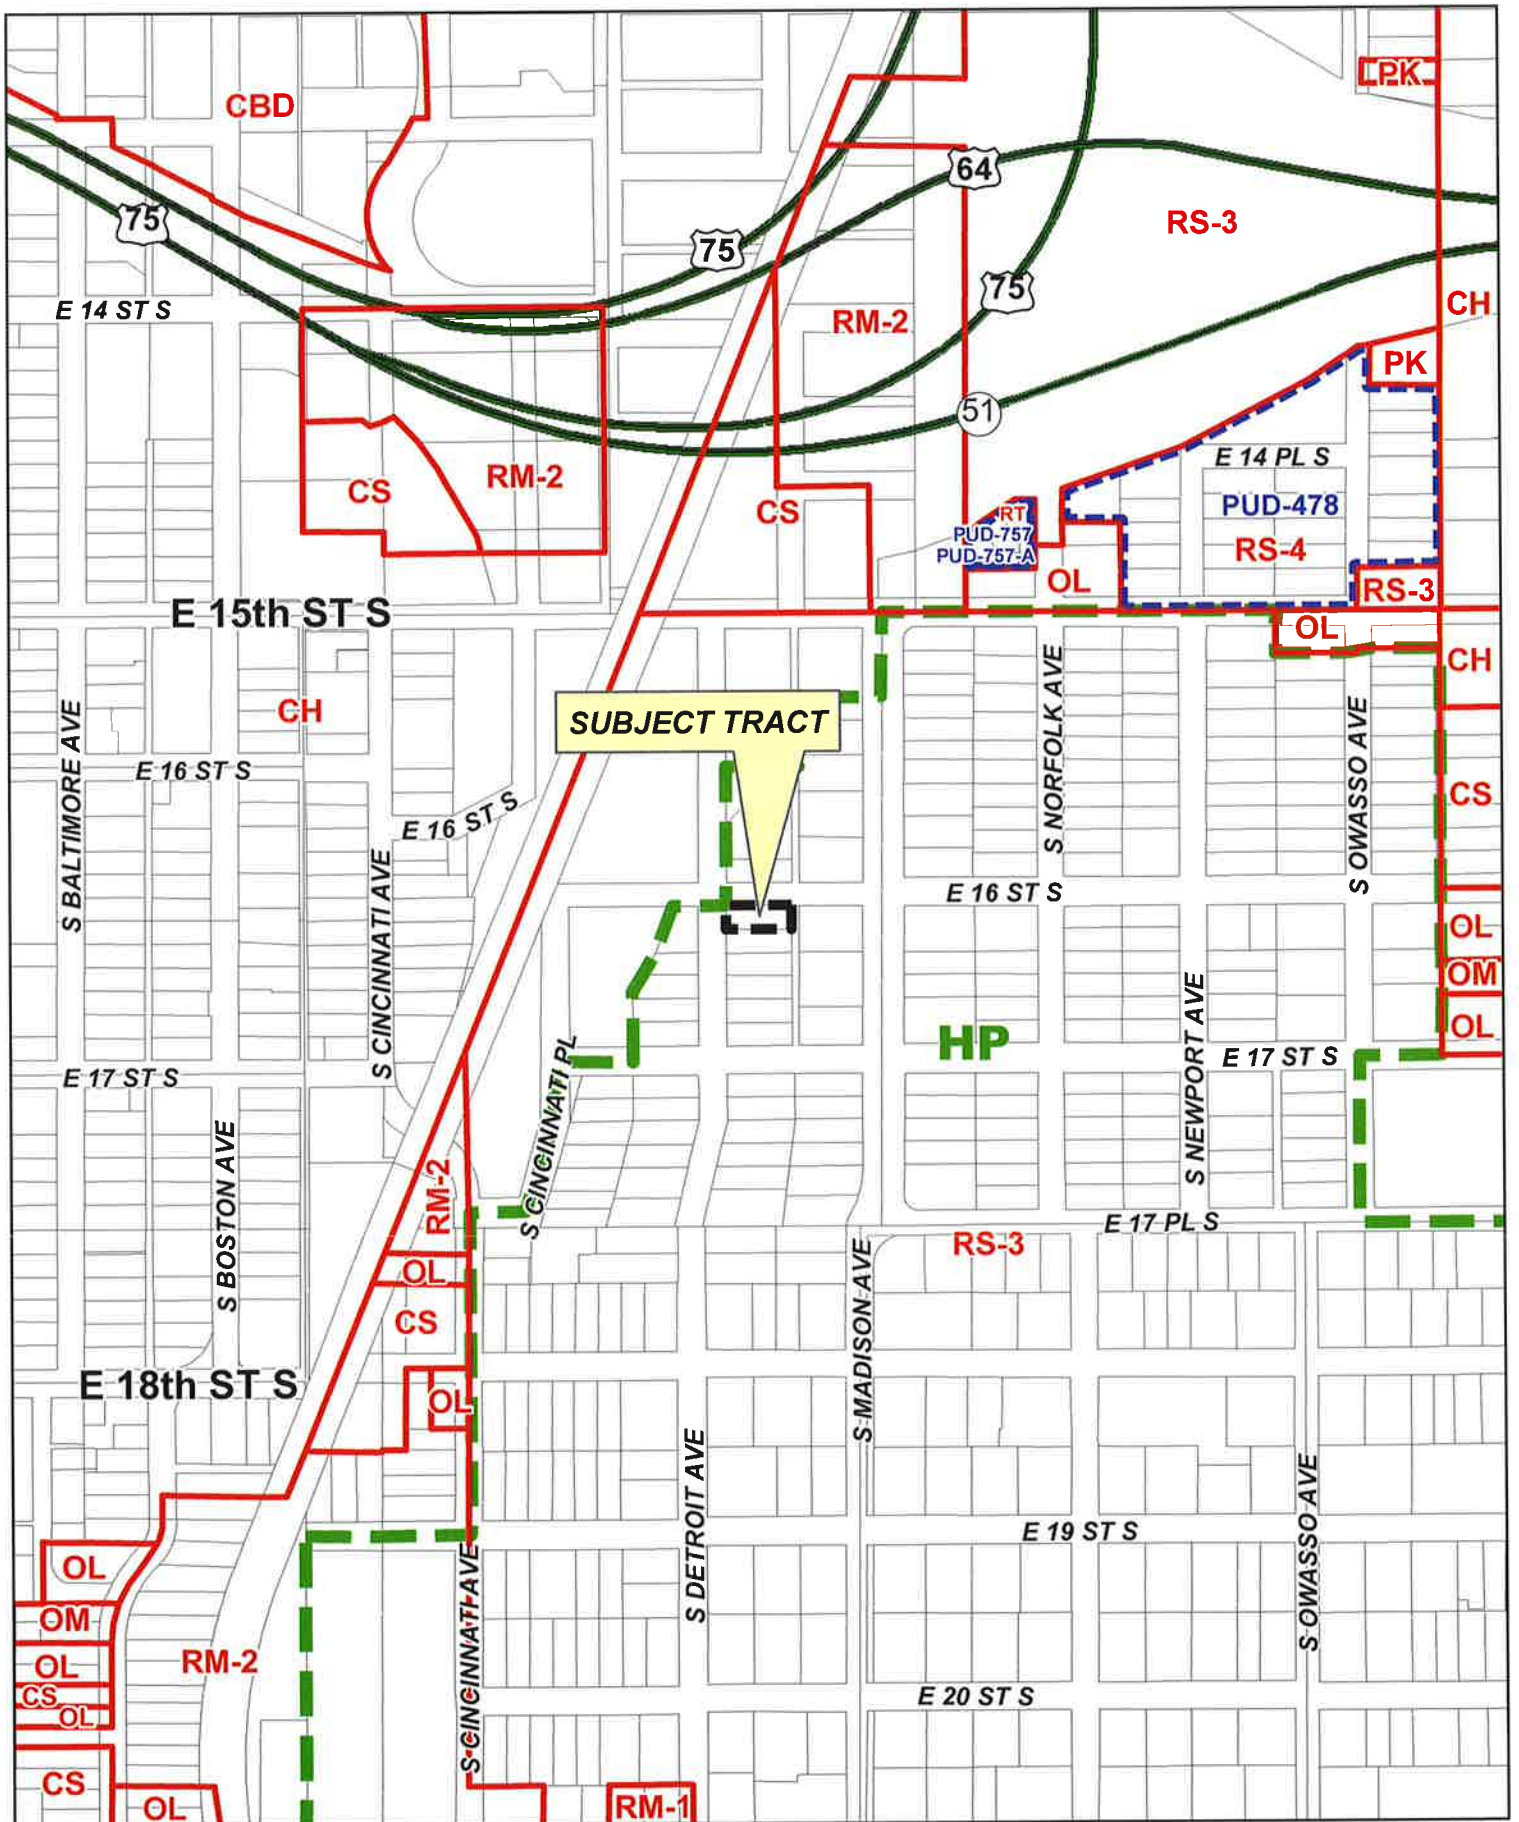 CBD
PK
64
75
75
RS-3
75
E 14 ST S
CH
RM-2
PK
51
E 14 PL S
CS
RM-2
CS
RT
PUD-757
PUD-757-A
PUD-478
RS-4
OL
RS-3
E 15th ST S
OL
CH
S NORFOLK AVE
CH
SUBJECT TRACT
S BALTIMORE AVE
S OWASSO AVE
E 16 ST S
CS
E 16 ST S
S CINCINNATI AVE
E 16 ST S
OL
OM
OL
HP
S NEWPORT AVE
E 17 ST S
E 17 ST S
S CINCINNATI PL
S BOSTON AVE
RM-2
E 17 PL S
RS-3
OL
CS
S MADISON AVE
E 18th ST S
OL
S DETROIT AVE
E 19 ST S
S OWASSO AVE
OL
OM
S CINCINNATI AVE
RM-2
OL
CS
OL
E 20 ST S
CS
OL
RM-1